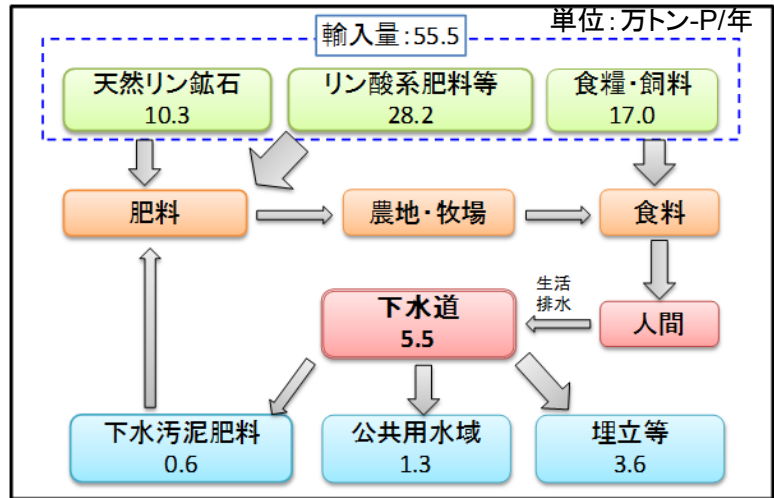 単位：万トン-P/年
輸入量：55.5
天然リン鉱石
10.3
リン酸系肥料等
28.2
食糧・飼料
17.0
肥料
農地・牧場
食料
生活
排水
下水道
5.5
人間
下水汚泥肥料
0.6
公共用水域
1.3
埋立等
3.6